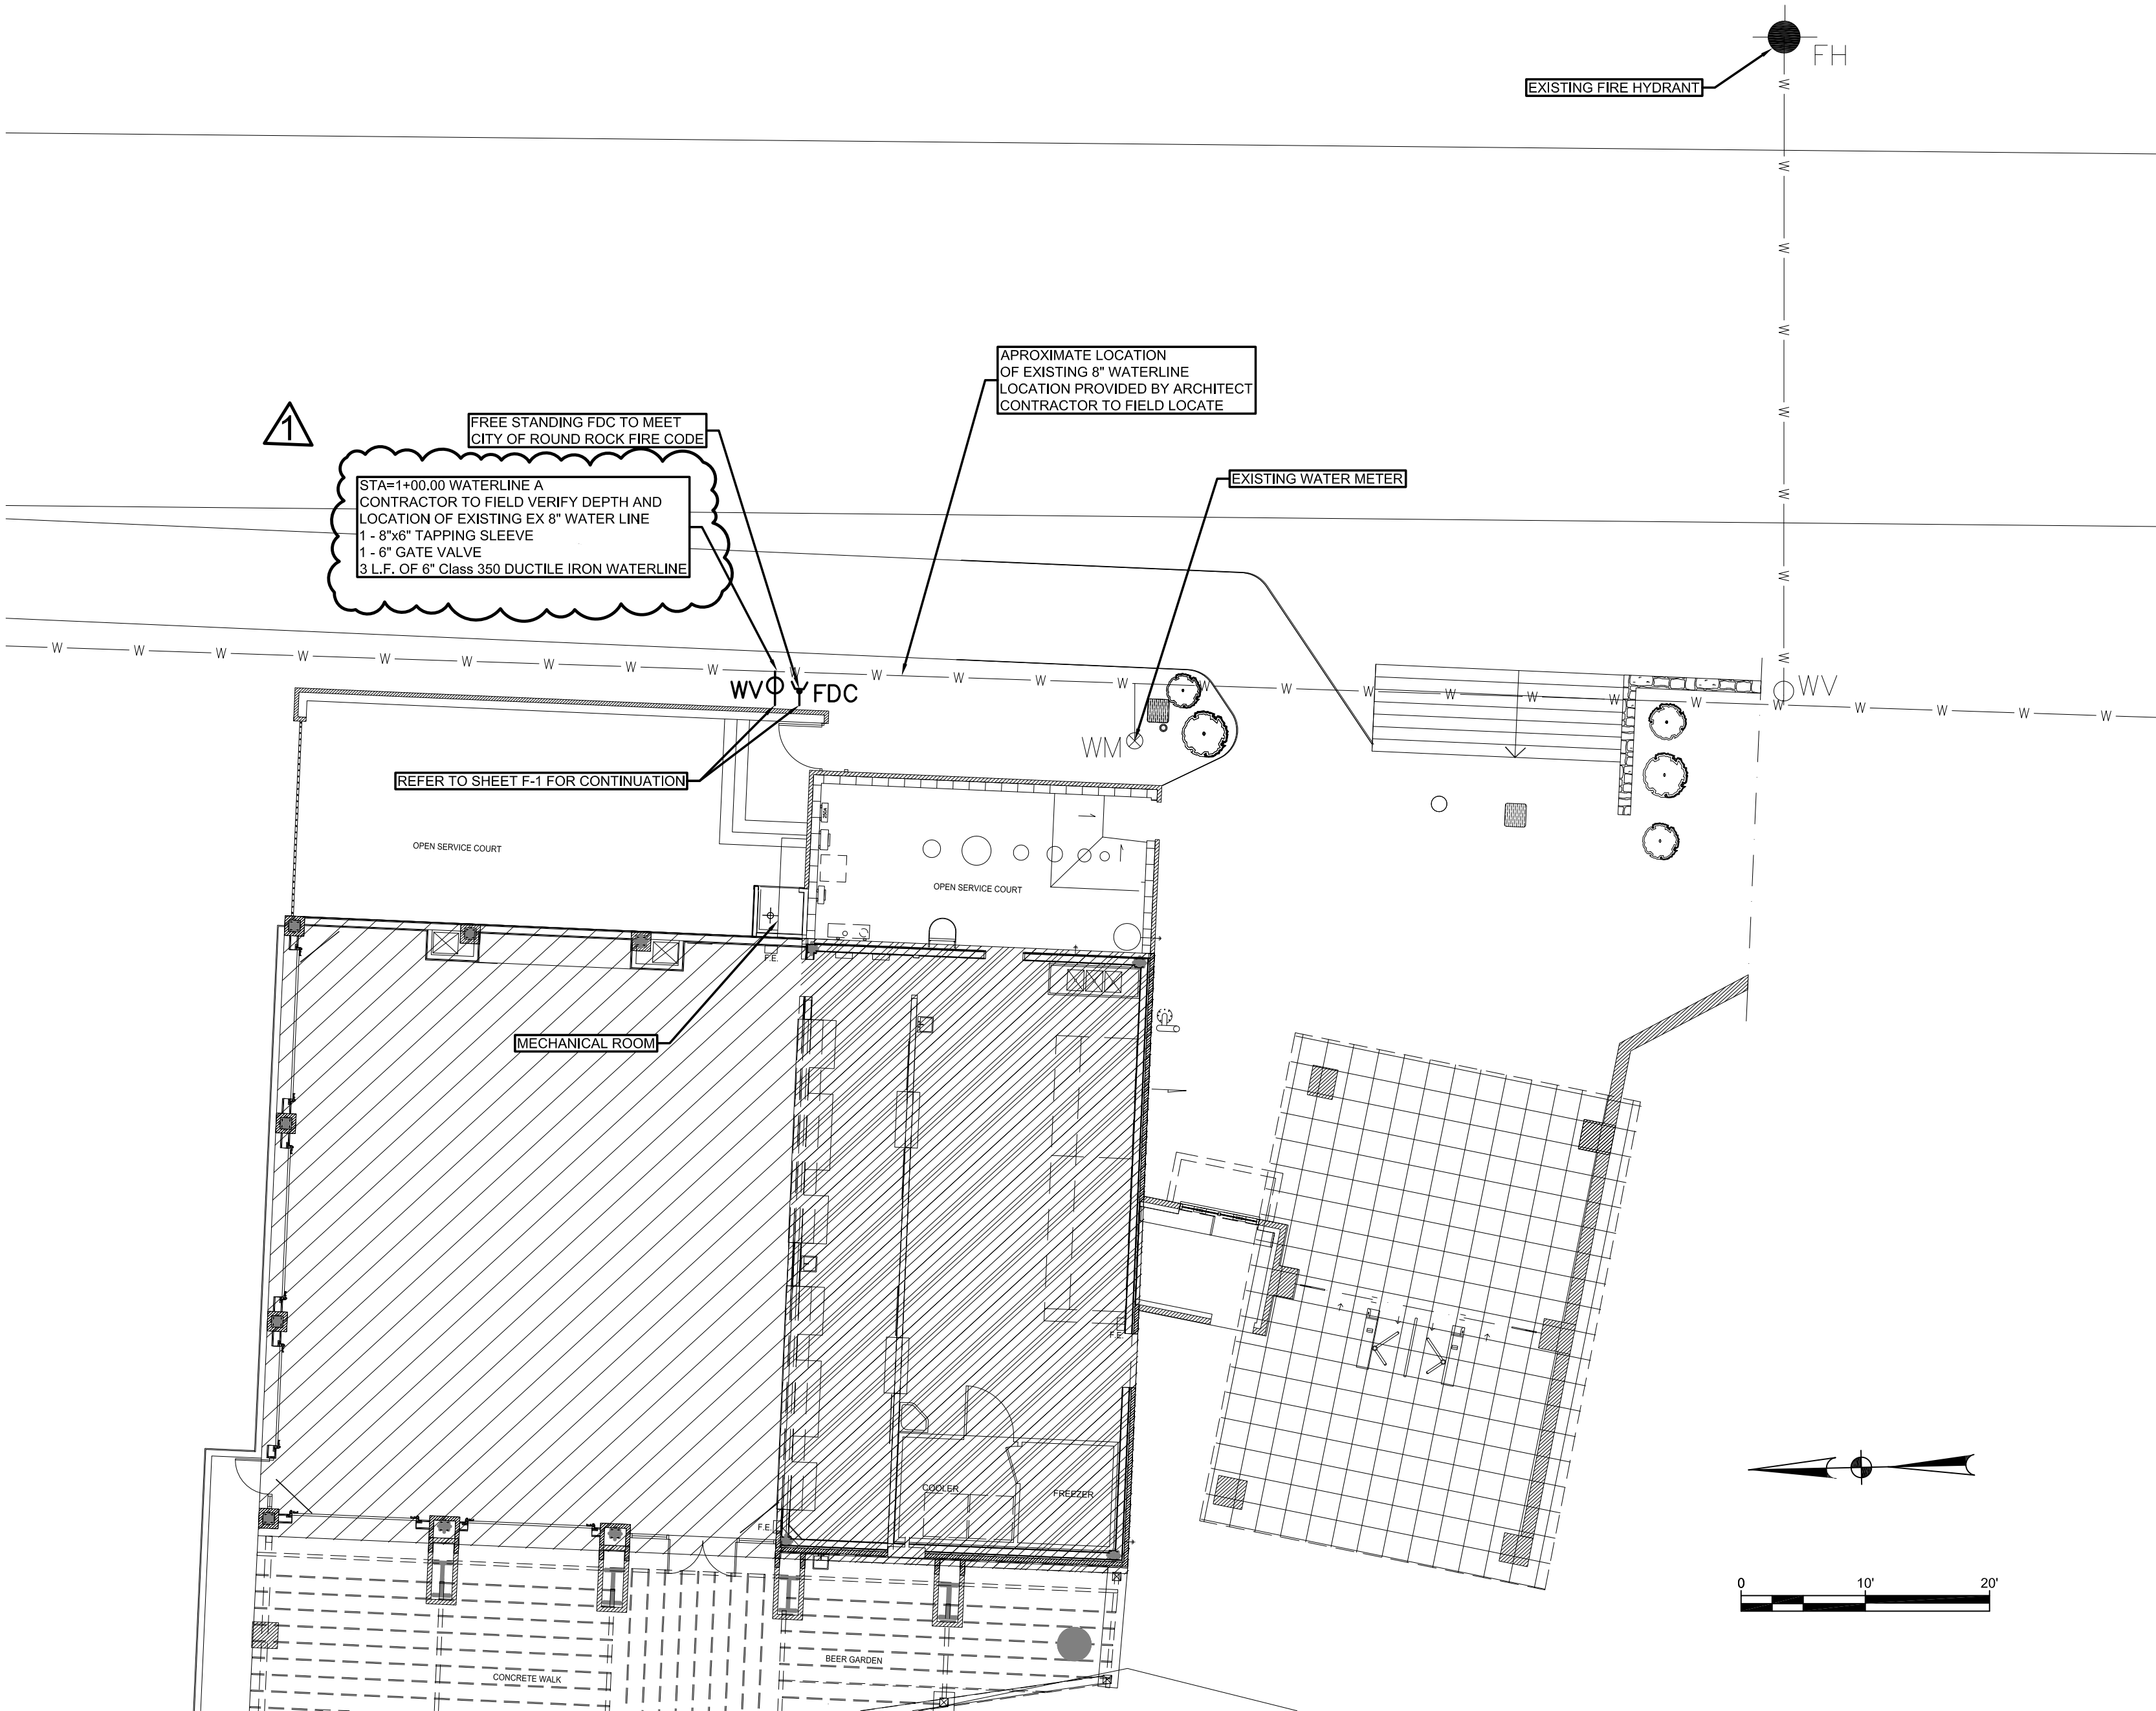 FH
EXISTING FIRE HYDRANT
APROXIMATE LOCATION
OF EXISTING 8" WATERLINE
LOCATION PROVIDED BY ARCHITECT
CONTRACTOR TO FIELD LOCATE
1
FREE STANDING FDC TO MEET
CITY OF ROUND ROCK FIRE CODE
STA=1+00.00 WATERLINE A
CONTRACTOR TO FIELD VERIFY DEPTH AND
LOCATION OF EXISTING EX 8" WATER LINE
1 - 8"x6" TAPPING SLEEVE
1 - 6" GATE VALVE
3 L.F. OF 6" Class 350 DUCTILE IRON WATERLINE
EXISTING WATER METER
W W W W W W W W W W W W W W W W W W W W W W W W W W
W W W W W W W W
WV FDC
WV
WM
REFER TO SHEET F-1 FOR CONTINUATION
OPEN SERVICE COURT
OPEN SERVICE COURT
F.E.
MECHANICAL ROOM
F.E.
COOLER
FREEZER
F.E.
0 10' 20'
BEER GARDEN
CONCRETE WALK